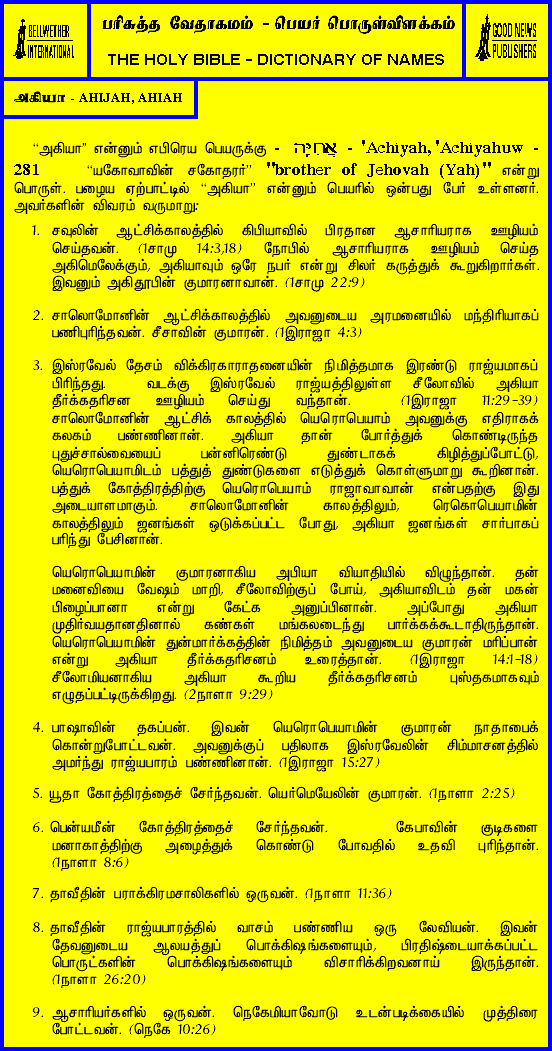 BELLWETHER
INTERNATIONAL
பரிசுத்த வேதாகமம் - பெயர் பொருள்விளக்கம்
THE HOLY BIBLE - DICTIONARY OF NAMES
GOOD NEWS
PUBLISHERS
அகியா - AHIJAH, AHIAH
“அகியா” என்னும் எபிரெய பெயருக்கு - אֲחִיָּה - 'Achiyah, 'Achiyahuw -
281 “யகோவாவின் சகோதரர்” "brother of Jehovah (Yah)" என்று
பொருள். பழைய ஏற்பாட்டில் “அகியா” என்னும் பெயரில் ஒன்பது பேர் உள்ளனர்.
அவர்களின் விவரம் வருமாறு;
1. சவுலின் ஆட்சிக்காலத்தில் கிபியாவில் பிரதான ஆசாரியராக ஊழியம்
செய்தவன். (1சாமு 14:3,18) நோபில் ஆசாரியராக ஊழியம் செய்த
அகிமெலேக்கும், அகியாவும் ஒரே நபர் என்று சிலர் கருத்துக் கூறுகிறார்கள்.
இவனும் அகிதூபின் குமாரனாவான். (1சாமு 22:9)
2. சாலொமோனின் ஆட்சிக்காலத்தில் அவனுடைய அரமனையில் மந்திரியாகப்
பணிபுரிந்தவன். சீசாவின் குமாரன். (1இராஜா 4:3)
3. இஸ்ரவேல் தேசம் விக்கிரகாராதனையின் நிமித்தமாக இரண்டு ராஜ்யமாகப்
பிரிந்தது. வடக்கு இஸ்ரவேல் ராஜ்யத்திலுள்ள சீலோவில் அகியா
தீர்க்கதரிசன ஊழியம் செய்து வந்தான். (1இராஜா 11:29-39)
சாலொமோனின் ஆட்சிக் காலத்தில் யெரொபெயாம் அவனுக்கு எதிராகக்
கலகம் பண்ணினான். அகியா தான் போர்த்துக் கொண்டிருந்த
புதுச்சால்வையைப் பன்னிரெண்டு துண்டாகக் கிழித்துப்போட்டு,
யெரொபெயாமிடம் பத்துத் துண்டுகளை எடுத்துக் கொள்ளுமாறு கூறினான்.
பத்துக் கோத்திரத்திற்கு யெரொபெயாம் ராஜாவாவான் என்பதற்கு இது
அடையாளமாகும். சாலொமோனின் காலத்திலும், ரெகொபெயாமின்
காலத்திலும் ஜனங்கள் ஒடுக்கப்பட்ட போது, அகியா ஜனங்கள் சார்பாகப்
பரிந்து பேசினான்.
யெரொபெயாமின் குமாரனாகிய அபியா வியாதியில் விழுந்தான். தன்
மனைவியை வேஷம் மாறி, சீலோவிற்குப் போய், அகியாவிடம் தன் மகன்
பிழைப்பானா என்று கேட்க அனுப்பினான். அப்போது அகியா
முதிர்வயதானதினால் கண்கள் மங்கலடைந்து பார்க்கக்கூடாதிருந்தான்.
யெரொபெயாமின் துன்மார்க்கத்தின் நிமித்தம் அவனுடைய குமாரன் மரிப்பான்
என்று அகியா தீர்க்கதரிசனம் உரைத்தான். (1இராஜா 14:1-18)
சீலோமியனாகிய அகியா கூறிய தீர்க்கதரிசனம் புஸ்தகமாகவும்
எழுதப்பட்டிருக்கிறது. (2நாளா 9:29)
4. பாஷாவின் தகப்பன். இவன் யெரொபெயாமின் குமாரன் நாதாபைக்
கொன்றுபோட்டவன். அவனுக்குப் பதிலாக இஸ்ரவேலின் சிம்மாசனத்தில்
அமர்ந்து ராஜ்யபாரம் பண்ணினான். (1இராஜா 15:27)
5. யூதா கோத்திரத்தைச் சேர்ந்தவன். யெர்மெயேலின் குமாரன். (1நாளா 2:25)
6. பென்யமீன் கோத்திரத்தைச் சேர்ந்தவன். கேபாவின் குடிகளை
மனாகாத்திற்கு அழைத்துக் கொண்டு போவதில் உதவி புரிந்தான்.
(1நாளா 8:6)
7. தாவீதின் பராக்கிரமசாலிகளில் ஒருவன். (1நாளா 11:36)
8. தாவீதின் ராஜ்யபாரத்தில் வாசம் பண்ணிய ஒரு லேவியன். இவன்
தேவனுடைய ஆலயத்துப் பொக்கிஷங்களையும், பிரதிஷ்டையாக்கப்பட்ட
பொருட்களின் பொக்கிஷங்களையும் விசாரிக்கிறவனாய் இருந்தான்.
(1நாளா 26:20)
9. ஆசாரியர்களில் ஒருவன். நெகேமியாவோடு உடன்படிக்கையில் முத்திரை
போட்டவன். (நெகே 10:26)